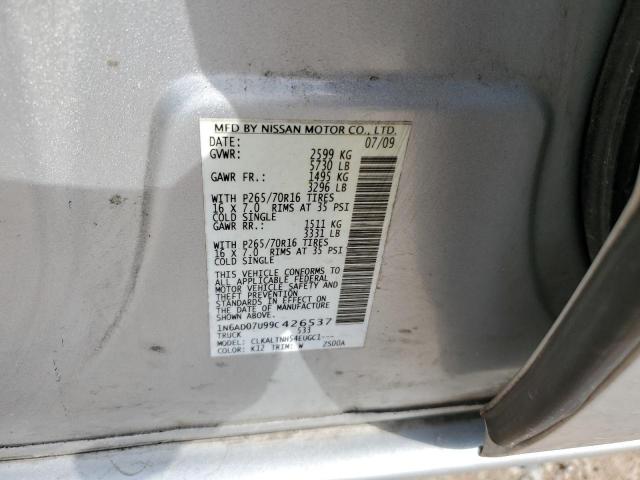 MFD BY NISSAN MOTOR CO., LTD.
DATE: 07/09
GVWR: 2599 KG
5730 LB
GAWR FR.: 1495 KG
3296 LB
WITH P265/70R16 TIRES
16 X 7.0 RIMS AT 35 PSI
COLD SINGLE
GAWR RR.: 1511 KG
3331 LB
WITH P265/70R16 TIRES
16 X 7.0 RIMS AT 35 PSI
COLD SINGLE
THIS VEHICLE CONFORMS TO
ALL APPLICABLE FEDERAL
MOTOR VEHICLE SAFETY AND
THEFT PREVENTION
STANDARDS IN EFFECT ON
THE DATE OF MANUFACTURE
SHOWN ABOVE.
1N6AD07U99C426537
TRUCK 533
MODEL: CLKALTNH54EUGCI---
COLOR: K12 TRIM: W 2500A